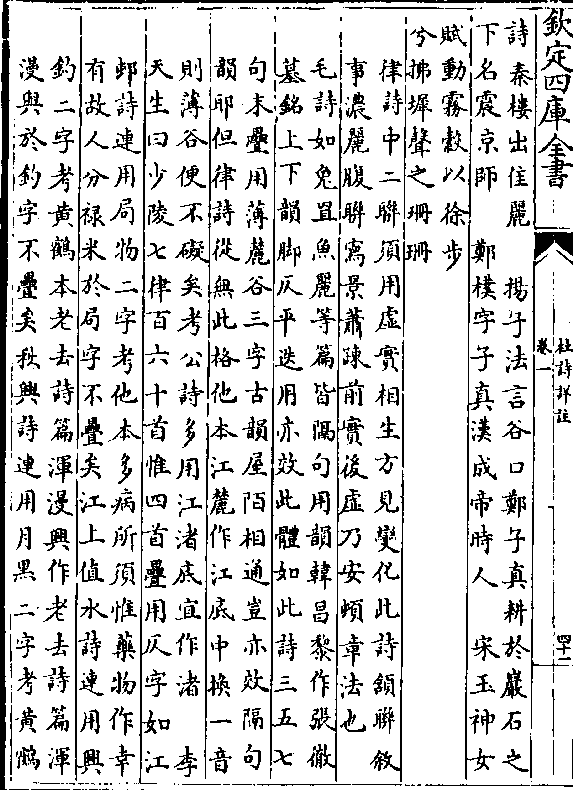 欽定四庫全書
杜詩詳註
卷一
四十二
詩秦樓出住麗　揚子法言谷口鄭子真耕於巖石之
下名震京師　鄭樸字子真漢成帝時人　宋玉神女
賦動霧縠以徐步
兮拂墀聲之珊珊
律詩中二聯須用虛實相生方見變化此詩頷聯敘
事濃麗腹聯寫景蕭疎前實後虛乃安頓章法也
毛詩如兔罝魚麗等篇皆隔句用韻韓昌黎作張徹
墓銘上下韻脚仄平迭用亦效此體如此詩三五七
句末疊用薄麓谷三字古韻屋陌相通豈亦效隔句
韻耶但律詩從無此格他本江麓作江底中換一音
則薄谷便不礙矣考公詩多用江渚底宜作渚　李
天生曰少陵七律百六十首惟四首疊用仄字如江
邨詩連用局物二字考他本多病所須惟藥物作幸
有故人分禄米於局字不疊矣江上值水詩連用興
釣二字考黃鶴本老去詩篇渾漫興作老去詩篇渾
漫與於釣字不疊矣秋興詩連用月黑二字考黃鶴